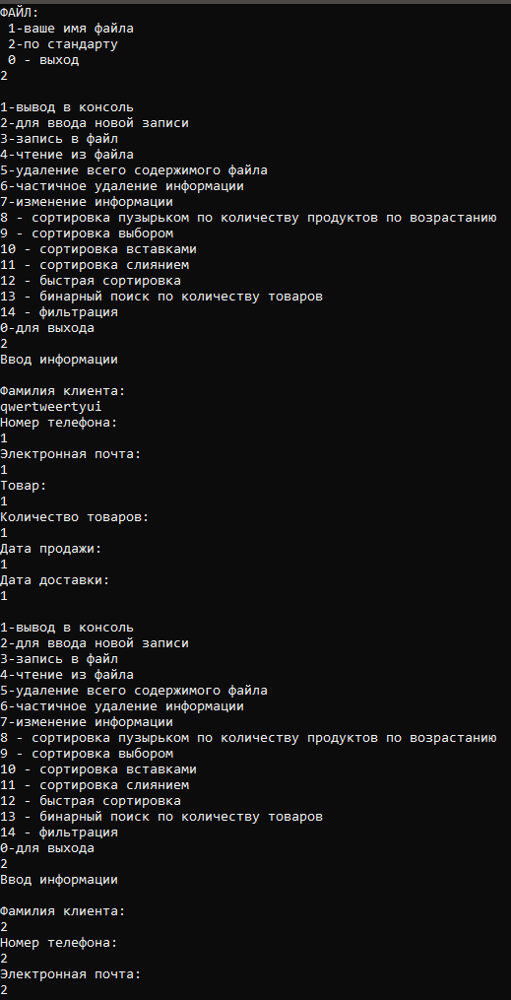 ФАЙЛ:
1-ваше имя файла
2-по стандарту
0 - выход
2
1-вывод в консоль
2-для ввода новой записи
3-запись в файл
4-чтение из файла
5-удаление всего содержимого файла
6-частичное удаление информации
7-изменение информации
8 - сортировка пузырьком по количеству продуктов по возрастанию
9 - сортировка выбором
10 - сортировка вставками
11 - сортировка слиянием
12 - быстрая сортировка
13 - бинарный поиск по количеству товаров
14 - фильтрация
0-для выхода
2
Ввод информации
Фамилия клиента:
qwertweertyui
Номер телефона:
1
Электронная почта:
1
Товар:
1
Количество товаров:
1
Дата продажи:
1
Дата доставки:
1
1-вывод в консоль
2-для ввода новой записи
3-запись в файл
4-чтение из файла
5-удаление всего содержимого файла
6-частичное удаление информации
7-изменение информации
8 - сортировка пузырьком по количеству продуктов по возрастанию
9 - сортировка выбором
10 - сортировка вставками
11 - сортировка слиянием
12 - быстрая сортировка
13 - бинарный поиск по количеству товаров
14 - фильтрация
0-для выхода
2
Ввод информации
Фамилия клиента:
2
Номер телефона:
2
Электронная почта:
2